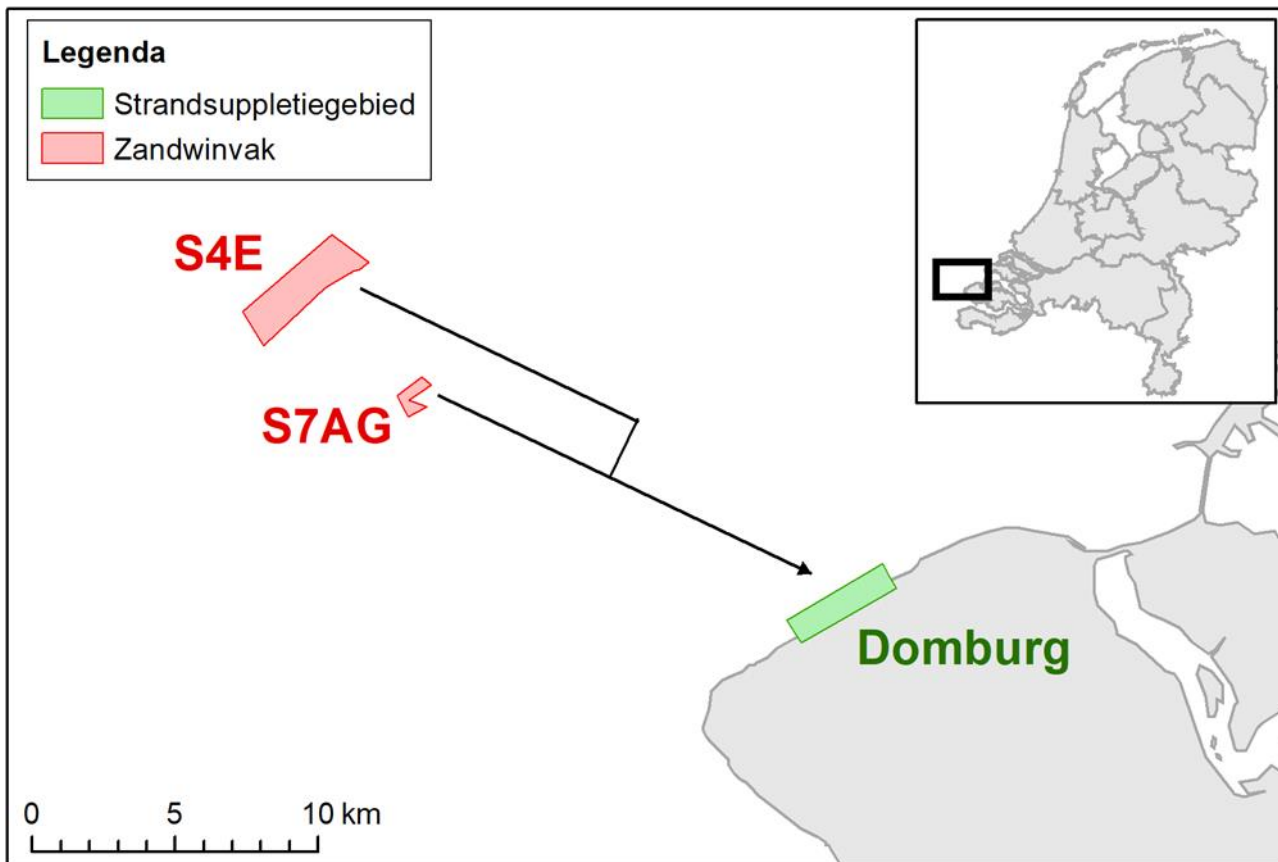 Legenda
Strandsuppletiegebied
Zandwinvak
S4E
S7AG
Domburg
0 5 10 km